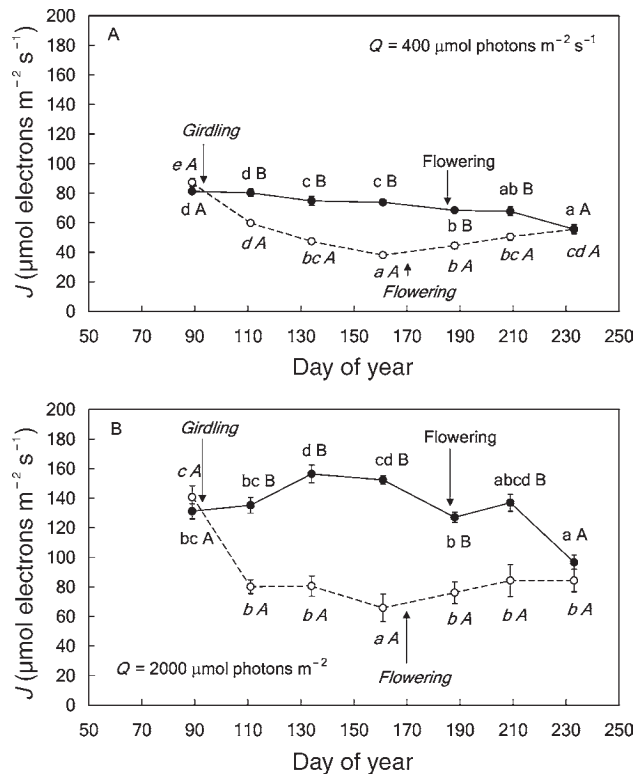 A
Q = 400 μmol photons m⁻² s⁻¹
J (μmol electrons m⁻² s⁻¹)
200
180
160
140
120
100
80
60
40
20
0
Girdling
Flowering
e A
d B
c B
c B
ab B
a A
d A
b B
d A
bc A
a A
b A
bc A
cd A
Flowering
50 70 90 110 130 150 170 190 210 230 250
Day of year
B
J (μmol electrons m⁻² s⁻¹)
200
180
160
140
120
100
80
60
40
20
0
Girdling
Flowering
c A
bc B
d B
cd B
abcd B
bc A
b B
a A
b A
b A
a A
b A
b A
b A
Q = 2000 μmol photons m⁻²
Flowering
50 70 90 110 130 150 170 190 210 230 250
Day of year